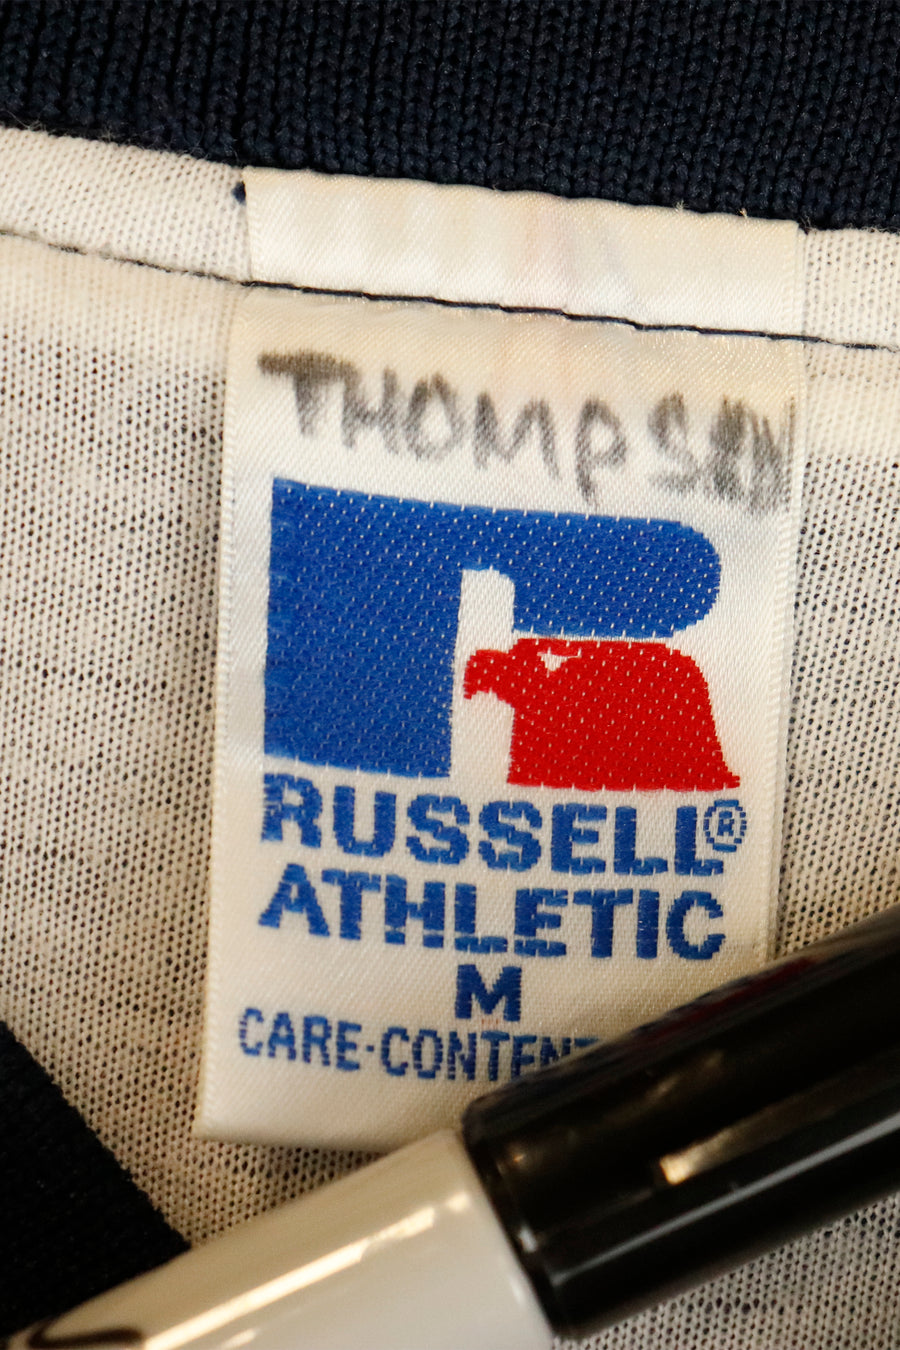 THOMPSON
RUSSELL®
ATHLETIC
M
CARE-CONTENT